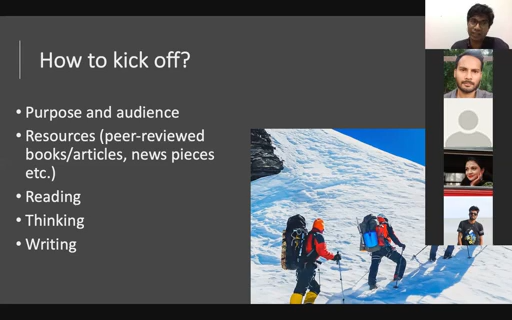 How to kick off?
• Purpose and audience
• Resources (peer-reviewed
books/articles, news pieces
etc.)
• Reading
• Thinking
• Writing